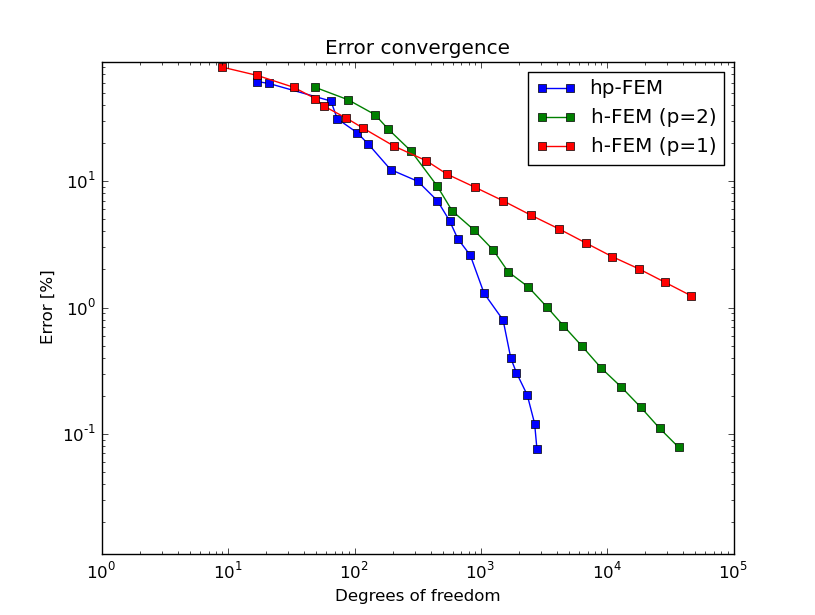 Error convergence
hp-FEM
h-FEM (p=2)
h-FEM (p=1)
Error [%]
10¹
10⁰
10⁻¹
10⁰ 10¹ 10² 10³ 10⁴ 10⁵
Degrees of freedom